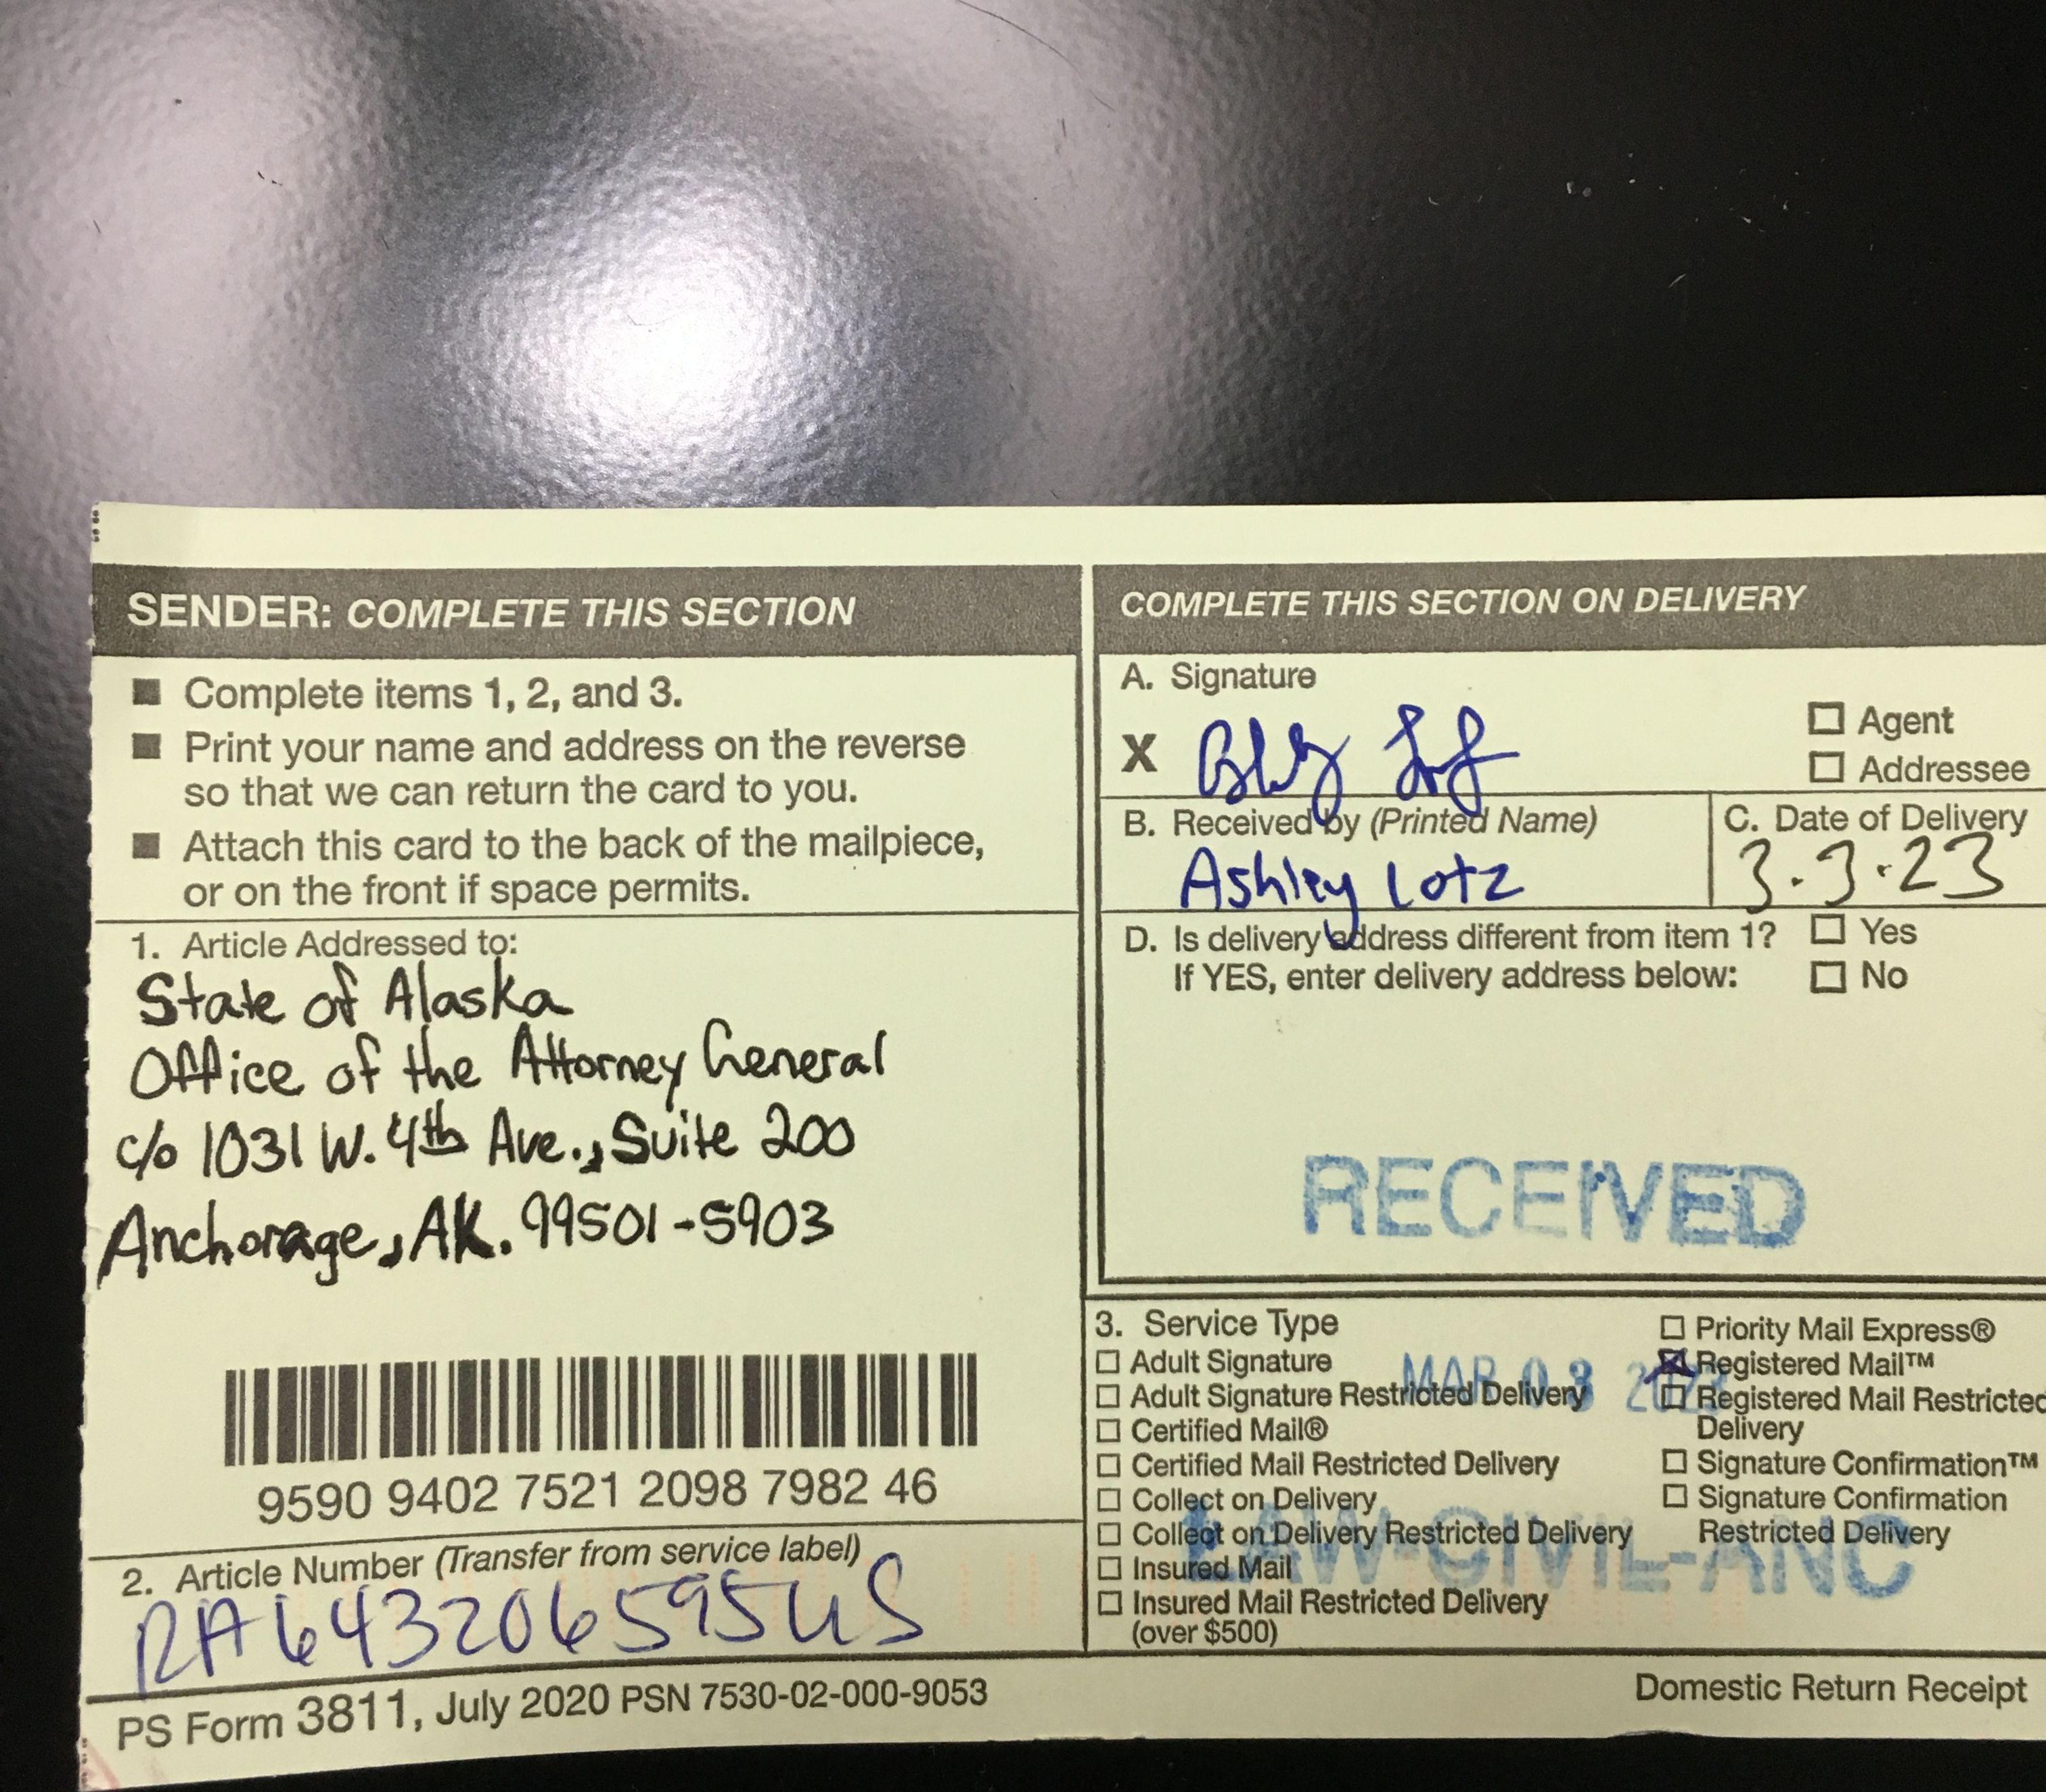 SENDER: COMPLETE THIS SECTION
■ Complete items 1, 2, and 3.
■ Print your name and address on the reverse
so that we can return the card to you.
■ Attach this card to the back of the mailpiece,
or on the front if space permits.
1. Article Addressed to:
State of Alaska
Office of the Attorney General
c/o 1031 W. 4th Ave., Suite 200
Anchorage, AK. 99501-5903
9590 9402 7521 2098 7982 46
2. Article Number (Transfer from service label)
RA643206595US
PS Form 3811, July 2020 PSN 7530-02-000-9053
COMPLETE THIS SECTION ON DELIVERY
A. Signature
X
☐ Agent
☐ Addressee
B. Received by (Printed Name)
Ashley Lotz
C. Date of Delivery
3.3.23
D. Is delivery address different from item 1? ☐ Yes
If YES, enter delivery address below: ☐ No
RECEIVED
MAR 03 2023
LAW-CIVIL-ANC
3. Service Type
☐ Adult Signature
☐ Adult Signature Restricted Delivery
☐ Certified Mail®
☐ Certified Mail Restricted Delivery
☐ Collect on Delivery
☐ Collect on Delivery Restricted Delivery
☐ Insured Mail
☐ Insured Mail Restricted Delivery
(over $500)
☐ Priority Mail Express®
☒ Registered Mail™
☐ Registered Mail Restricted
Delivery
☐ Signature Confirmation™
☐ Signature Confirmation
Restricted Delivery
Domestic Return Receipt